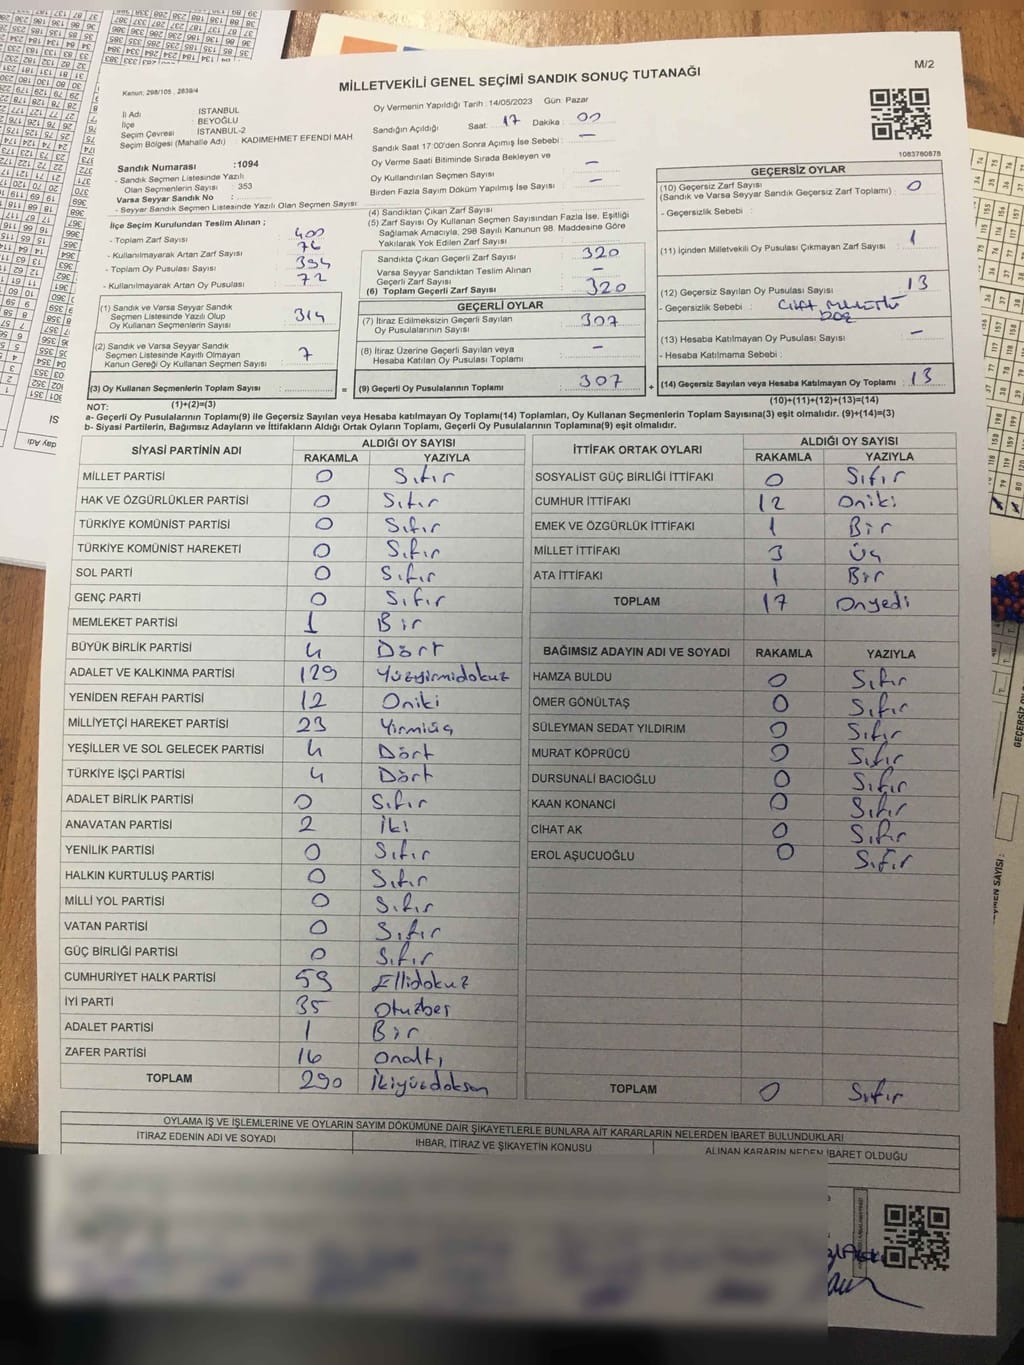 MİLLETVEKİLİ GENEL SEÇİMİ SANDIK SONUÇ TUTANAĞI
M/2
Kanun: 298/105 , 2839/4
İl Adı : İSTANBUL
İlçe : BEYOĞLU
Seçim Çevresi : İSTANBUL-2
Seçim Bölgesi (Mahalle Adı) : KADIMEHMET EFENDİ MAH
Sandık Numarası :1094
- Sandık Seçmen Listesinde Yazılı
Olan Seçmenlerin Sayısı : 353
Varsa Seyyar Sandık No :
- Seyyar Sandık Seçmen Listesinde Yazılı Olan Seçmen Sayısı
İlçe Seçim Kurulundan Teslim Alınan ;
- Toplam Zarf Sayısı : 400
- Kullanılmayarak Artan Zarf Sayısı : 76
- Toplam Oy Pusulası Sayısı : 394
- Kullanılmayarak Artan Oy Pusulası : 72
(1) Sandık ve Varsa Seyyar Sandık
Seçmen Listesinde Yazılı Olup
Oy Kullanan Seçmenlerin Sayısı : 314
(2) Sandık ve Varsa Seyyar Sandık
Seçmen Listesinde Kayıtlı Olmayan
Kanun Gereği Oy Kullanan Seçmen Sayısı : 7
(3) Oy Kullanan Seçmenlerin Toplam Sayısı :
(1)+(2)=(3)
Oy Vermenin Yapıldığı Tarih : 14/05/2023 Gün: Pazar
Sandığın Açıldığı Saat: 17 Dakika : 00
Sandık Saat 17:00'den Sonra Açımış İse Sebebi : –
Oy Verme Saati Bitiminde Sırada Bekleyen ve
Oy Kullandırılan Seçmen Sayısı : –
Birden Fazla Sayım Döküm Yapılmış İse Sayısı : –
(4) Sandıktan Çıkan Zarf Sayısı :
(5) Zarf Sayısı Oy Kullanan Seçmen Sayısından Fazla İse, Eşitliği
Sağlamak Amacıyla, 298 Sayılı Kanunun 98. Maddesine Göre
Yakılarak Yok Edilen Zarf Sayısı :
Sandıkta Çıkan Geçerli Zarf Sayısı : 320
Varsa Seyyar Sandıktan Teslim Alınan
Geçerli Zarf Sayısı : –
(6) Toplam Geçerli Zarf Sayısı : 320
GEÇERLİ OYLAR
(7) İtiraz Edilmeksizin Geçerli Sayılan
Oy Pusulalarının Sayısı : 307
(8) İtiraz Üzerine Geçerli Sayılan veya
Hesaba Katılan Oy Pusulası Toplamı : –
= (9) Geçerli Oy Pusulalarının Toplamı : 307
1083760875
GEÇERSİZ OYLAR
(10) Geçersiz Zarf Sayısı : 0
(Sandık ve Varsa Seyyar Sandık Geçersiz Zarf Toplamı)
- Geçersizlik Sebebi :
(11) İçinden Milletvekili Oy Pusulası Çıkmayan Zarf Sayısı : 1
(12) Geçersiz Sayılan Oy Pusulası Sayısı : 13
- Geçersizlik Sebebi :
(13) Hesaba Katılmayan Oy Pusulası Sayısı : –
- Hesaba Katılmama Sebebi :
+ (14) Geçersiz Sayılan veya Hesaba Katılmayan Oy Toplamı : 13
(10)+(11)+(12)+(13)=(14)
NOT:
a- Geçerli Oy Pusulası Toplamı(9) ile Geçersiz Sayılan veya Hesaba katılmayan Oy Toplamı(14) Toplamları, Oy Kullanan Seçmenlerin Toplam Sayısına(3) eşit olmalıdır. (9)+(14)=(3)
b- Siyasi Partilerin, Bağımsız Adayların ve İttifakların Aldığı Ortak Oyların Toplamı, Geçerli Oy Pusulalarının Toplamına(9) eşit olmalıdır.
SİYASİ PARTİNİN ADI ALDIĞI OY SAYISI
RAKAMLA YAZIYLA
MİLLET PARTİSİ 0 Sıfır
HAK VE ÖZGÜRLÜKLER PARTİSİ 0 Sıfır
TÜRKİYE KOMÜNİST PARTİSİ 0 Sıfır
TÜRKİYE KOMÜNİST HAREKETİ 0 Sıfır
SOL PARTİ 0 Sıfır
GENÇ PARTİ 0 Sıfır
MEMLEKET PARTİSİ 1 Bir
BÜYÜK BİRLİK PARTİSİ 4 Dört
ADALET VE KALKINMA PARTİSİ 129 Yüzyirmidokuz
YENİDEN REFAH PARTİSİ 12 Oniki
MİLLİYETÇİ HAREKET PARTİSİ 23 Yirmiüç
YEŞİLLER VE SOL GELECEK PARTİSİ 4 Dört
TÜRKİYE İŞÇİ PARTİSİ 4 Dört
ADALET BİRLİK PARTİSİ 0 Sıfır
ANAVATAN PARTİSİ 2 İki
YENİLİK PARTİSİ 0 Sıfır
HALKIN KURTULUŞ PARTİSİ 0 Sıfır
MİLLİ YOL PARTİSİ 0 Sıfır
VATAN PARTİSİ 0 Sıfır
GÜÇ BİRLİĞİ PARTİSİ 0 Sıfır
CUMHURİYET HALK PARTİSİ 59 Ellidokuz
İYİ PARTİ 35 Otuzbeş
ADALET PARTİSİ 1 Bir
ZAFER PARTİSİ 16 Onaltı
TOPLAM 290 İkiyüzdoksan
İTTİFAK ORTAK OYLARI ALDIĞI OY SAYISI
RAKAMLA YAZIYLA
SOSYALİST GÜÇ BİRLİĞİ İTTİFAKI 0 Sıfır
CUMHUR İTTİFAKI 12 Oniki
EMEK VE ÖZGÜRLÜK İTTİFAKI 1 Bir
MİLLET İTTİFAKI 3 Üç
ATA İTTİFAKI 1 Bir
TOPLAM 17 Onyedi
BAĞIMSIZ ADAYIN ADI VE SOYADI RAKAMLA YAZIYLA
HAMZA BULDU 0 Sıfır
ÖMER GÖNÜLTAŞ 0 Sıfır
SÜLEYMAN SEDAT YILDIRIM 0 Sıfır
MURAT KÖPRÜCÜ 0 Sıfır
DURSUNALİ BACIOĞLU 0 Sıfır
KAAN KONANCİ 0 Sıfır
CİHAT AK 0 Sıfır
EROL AŞUCUOĞLU 0 Sıfır
TOPLAM 0 Sıfır
OYLAMA İŞ VE İŞLEMLERİNE VE OYLARIN SAYIM DÖKÜMÜNE DAİR ŞİKAYETLERLE BUNLARA AİT KARARLARIN NELERDEN İBARET BULUNDUKLARI
İTİRAZ EDENİN ADI VE SOYADI
İHBAR, İTİRAZ VE ŞİKAYETİN KONUSU
ALINAN KARARIN NEDEN İBARET OLDUĞU